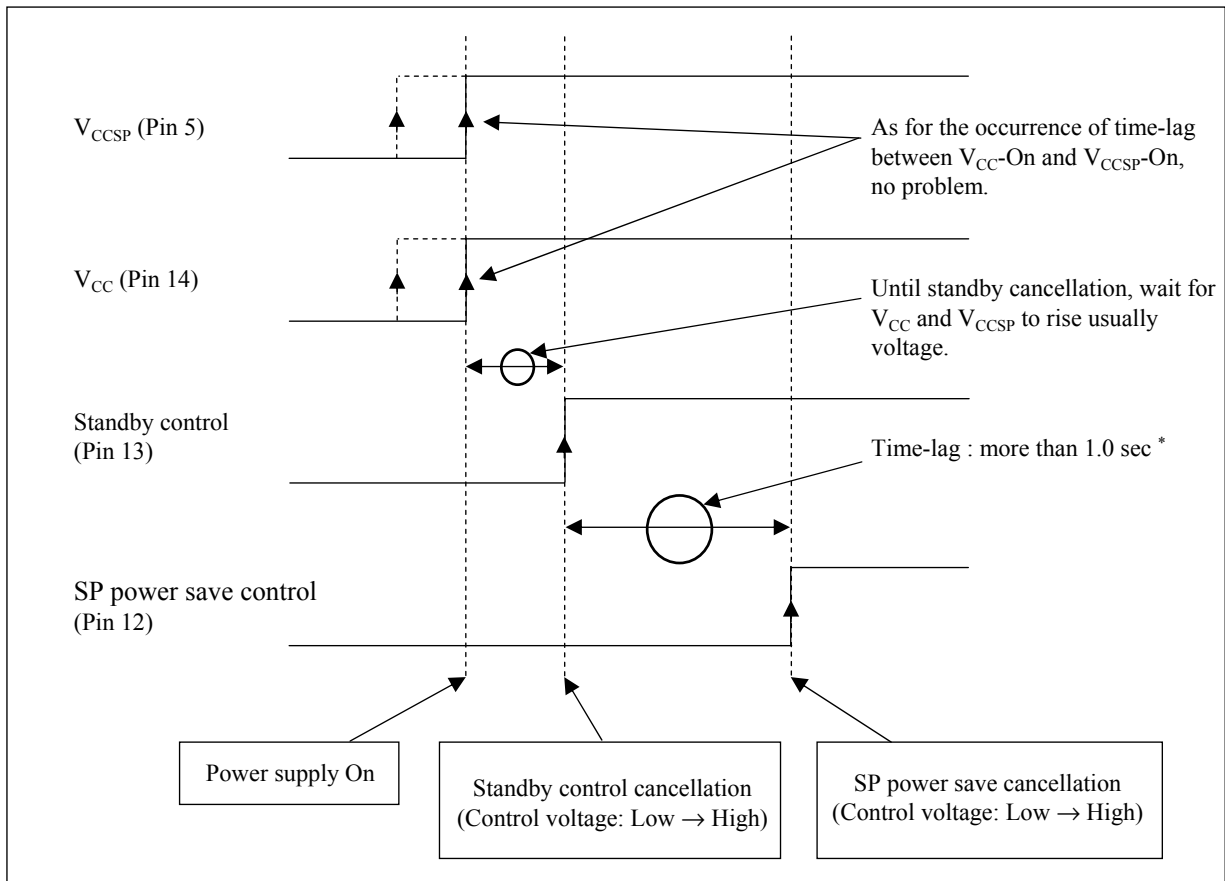 V_CCSP (Pin 5)
As for the occurrence of time-lag
between V_CC-On and V_CCSP-On,
no problem.
V_CC (Pin 14)
Until standby cancellation, wait for
V_CC and V_CCSP to rise usually
voltage.
Standby control
(Pin 13)
Time-lag : more than 1.0 sec *
SP power save control
(Pin 12)
Power supply On
Standby control cancellation
(Control voltage: Low → High)
SP power save cancellation
(Control voltage: Low → High)